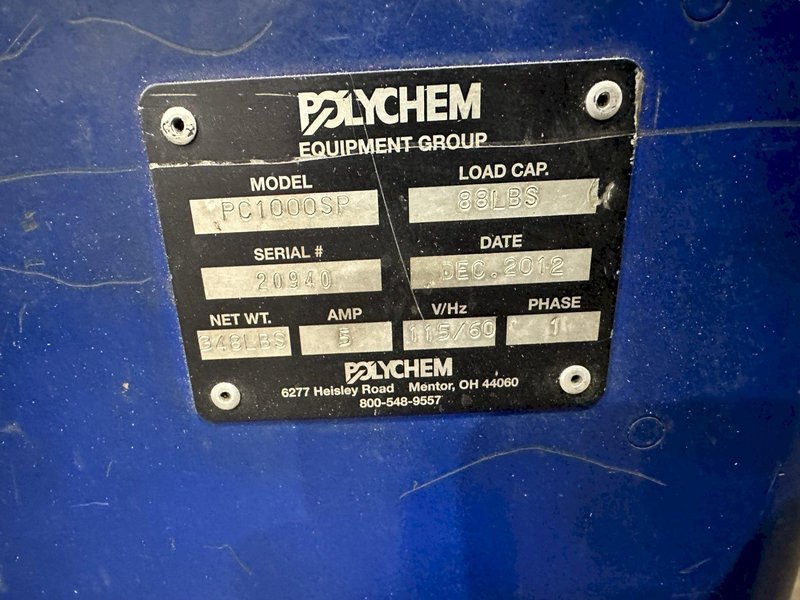 POLYCHEM
EQUIPMENT GROUP
MODEL
PC1000SP
LOAD CAP.
88LBS
SERIAL #
20940
DATE
DEC. 2012
NET WT.
348LBS
AMP
5
V/Hz
115/60
PHASE
1
POLYCHEM
6277 Heisley Road Mentor, OH 44060
800-548-9557